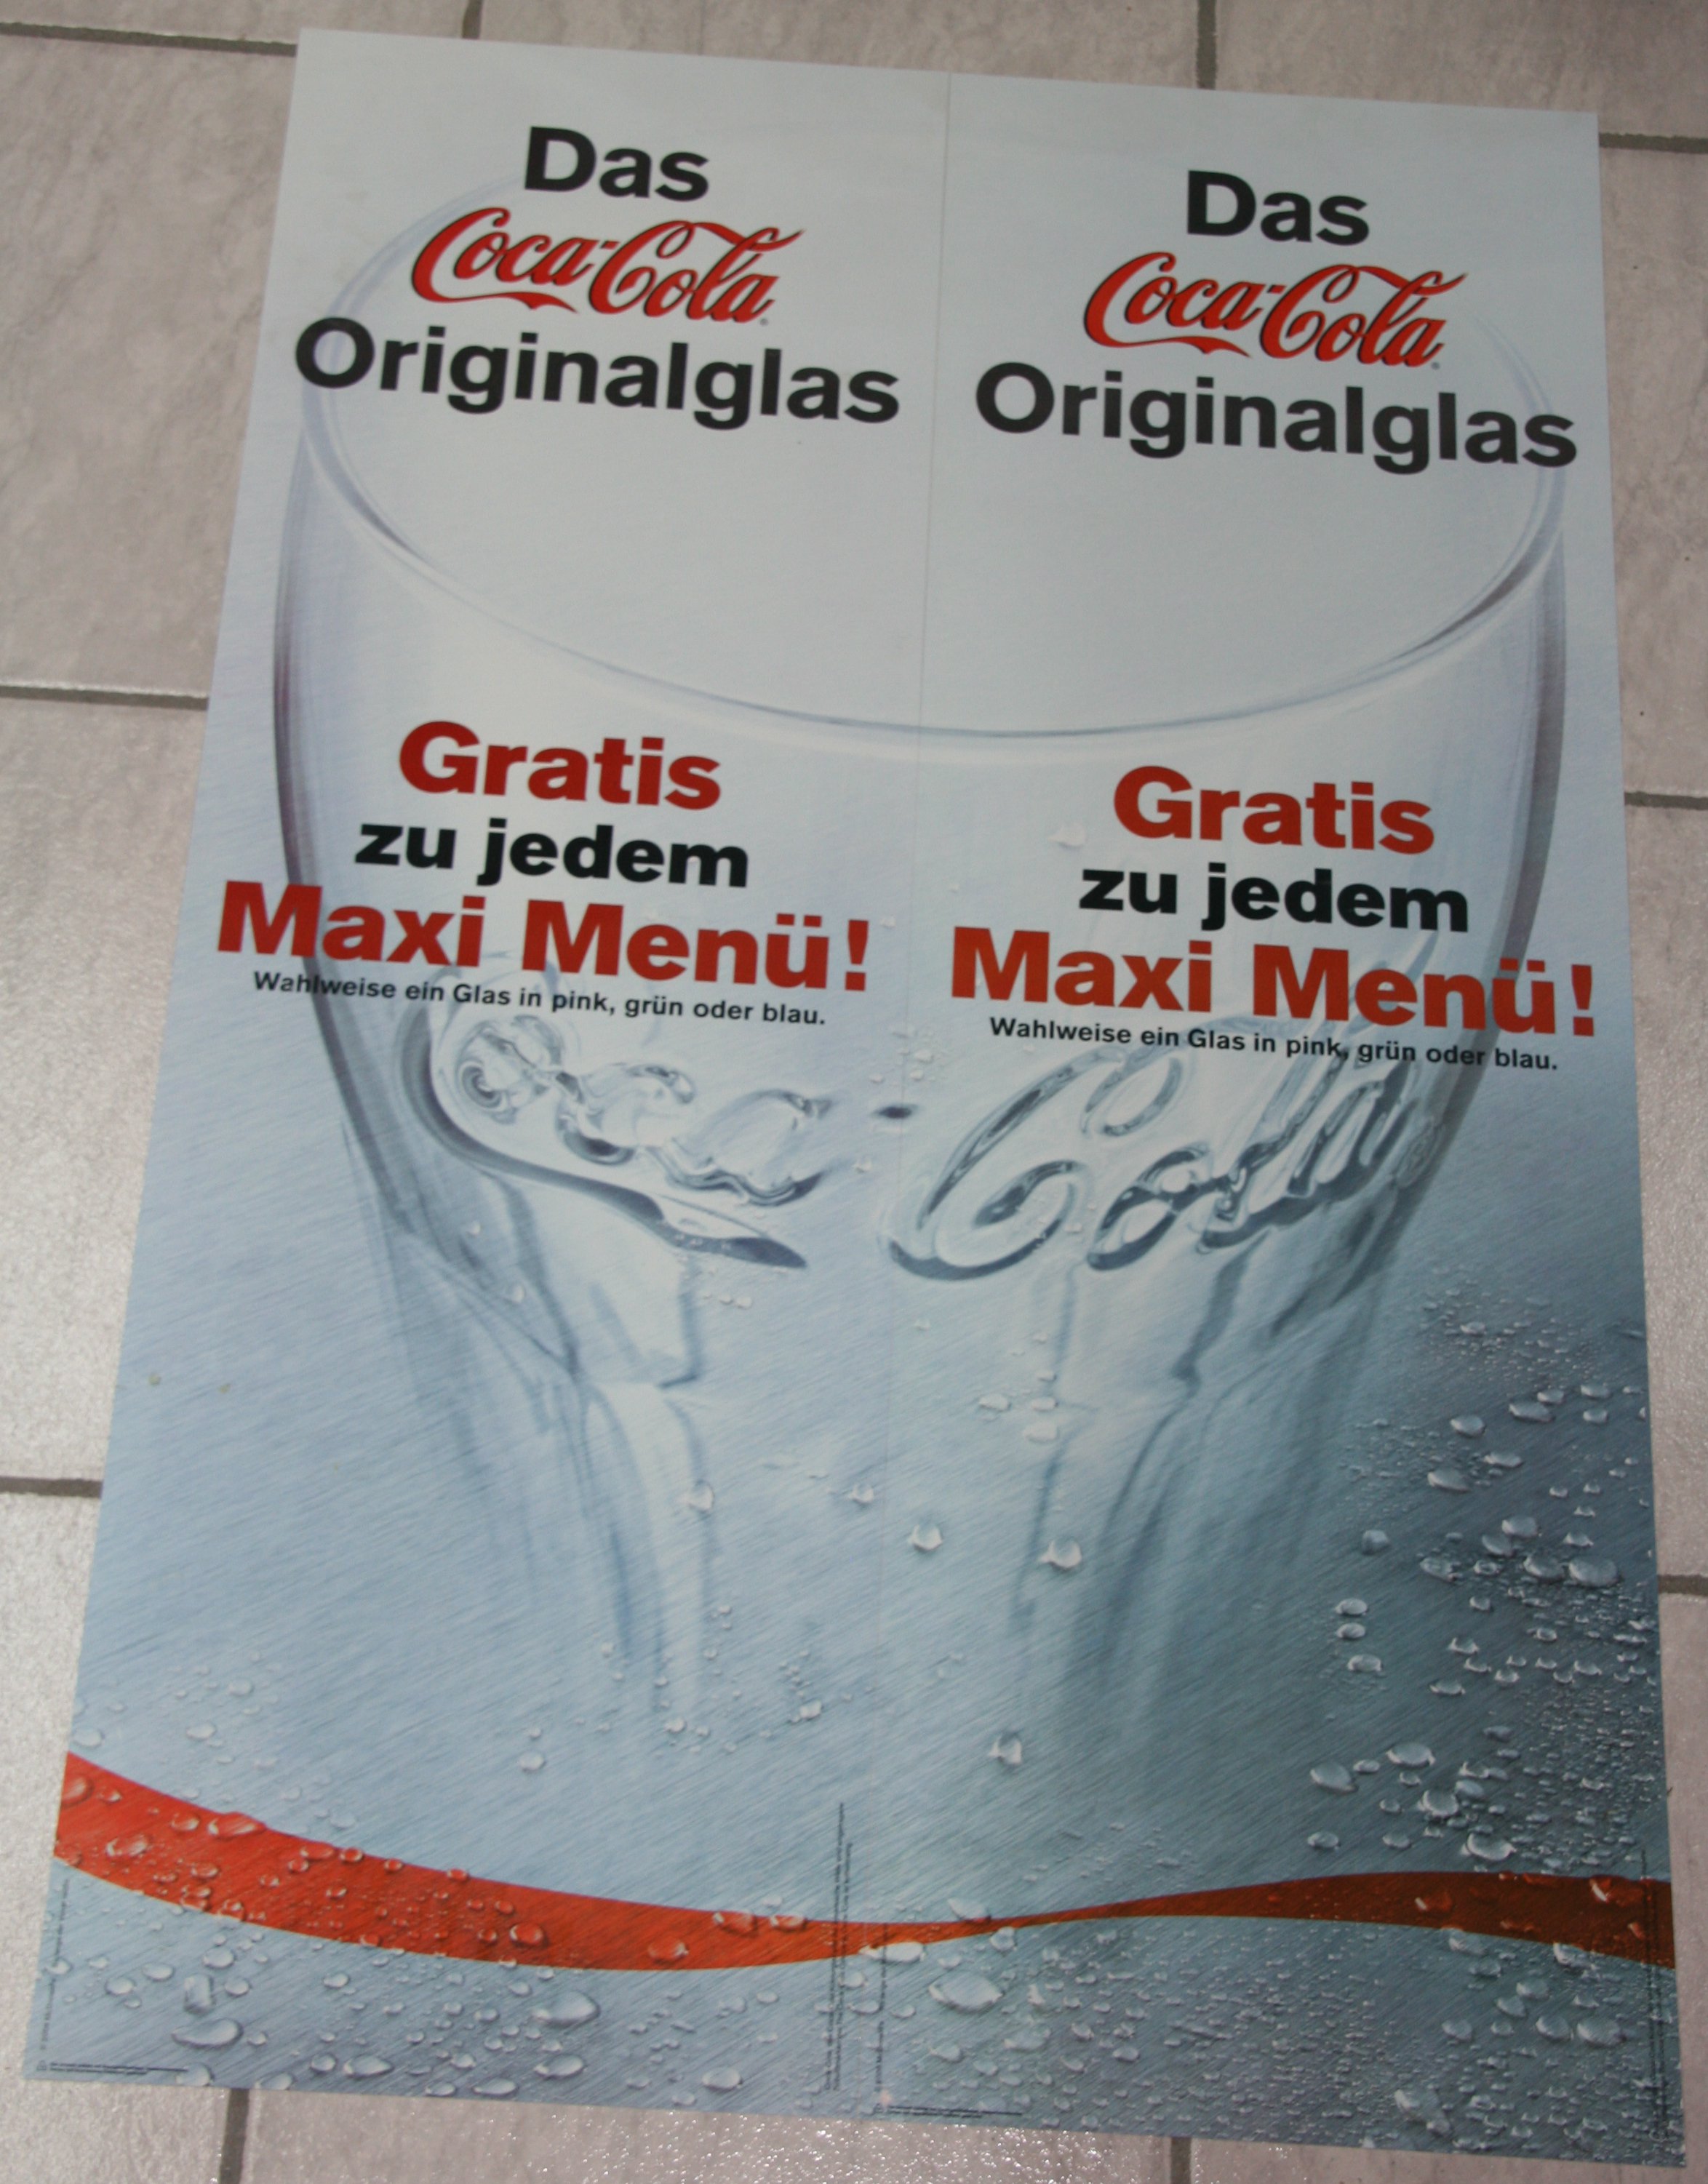 Das
Coca-Cola
Originalglas
Gratis
zu jedem
Maxi Menü!
Wahlweise ein Glas in pink, grün oder blau.
Das
Coca-Cola
Originalglas
Gratis
zu jedem
Maxi Menü!
Wahlweise ein Glas in pink, grün oder blau.
Coca-Cola